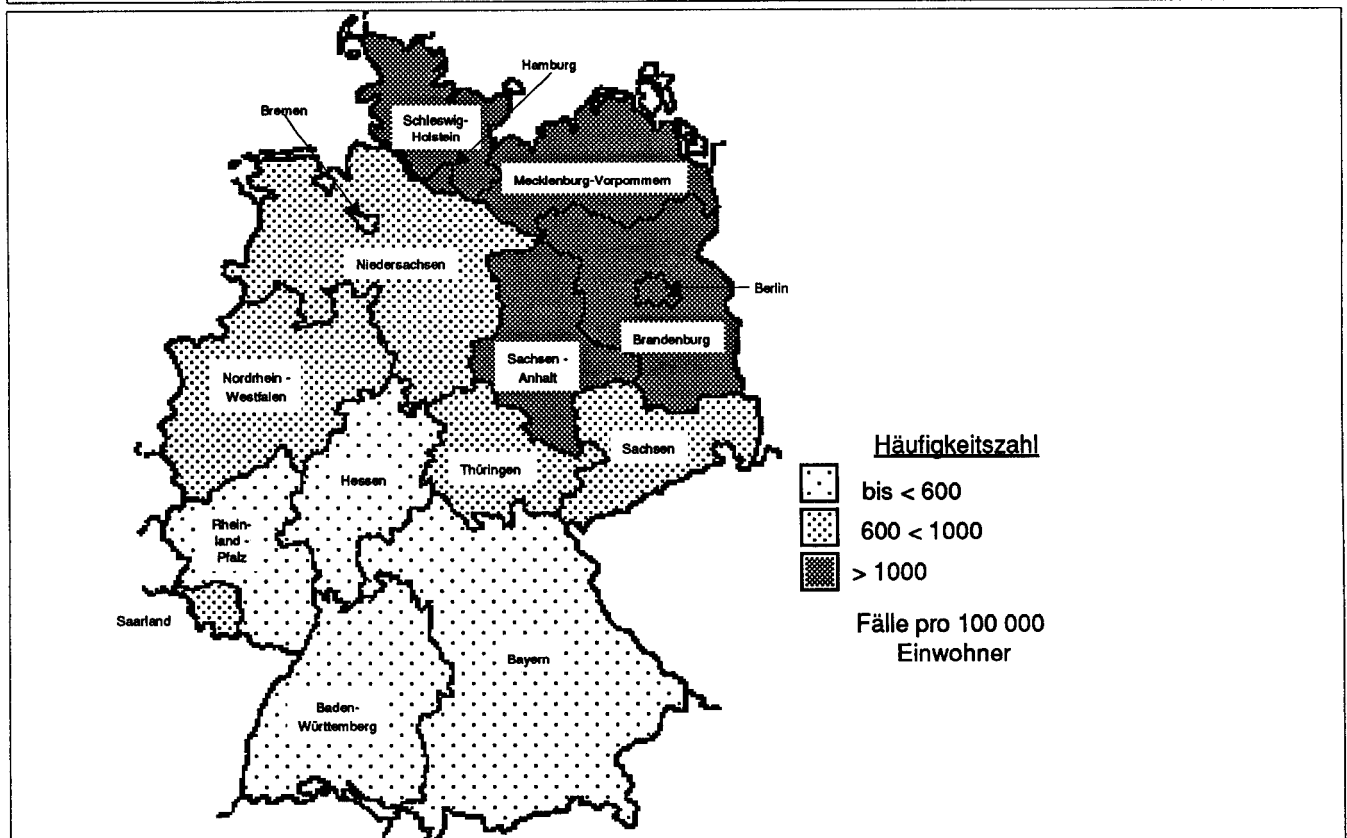 Hamburg
Bremen
Schleswig-
Holstein
Mecklenburg-Vorpommern
Niedersachsen
Berlin
Brandenburg
Sachsen -
Anhalt
Nordrhein -
Westfalen
Sachsen
Thüringen
Hessen
Rhein-
land -
Pfalz
Saarland
Bayern
Baden-
Württemberg
Häufigkeitszahl
bis < 600
600 < 1000
> 1000
Fälle pro 100 000
Einwohner